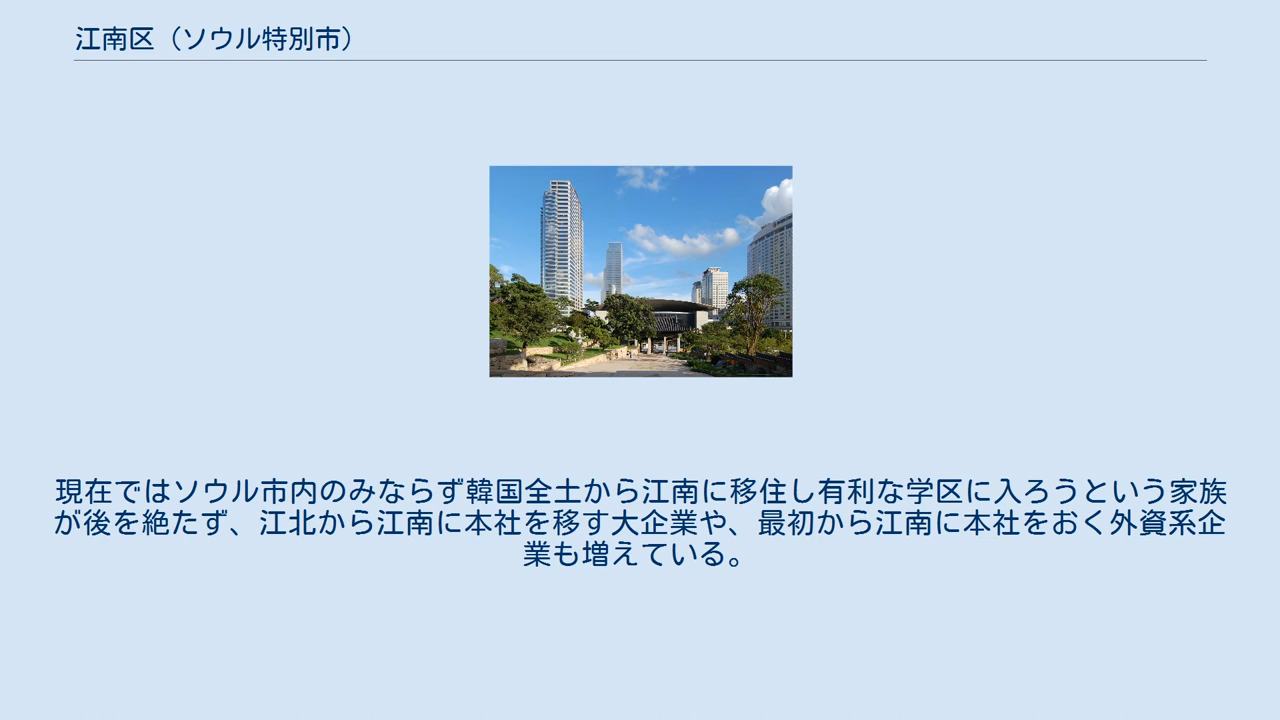 江南区（ソウル特別市）
現在ではソウル市内のみならず韓国全土から江南に移住し有利な学区に入ろうという家族
が後を絶たず、江北から江南に本社を移す大企業や、最初から江南に本社をおく外資系企
業も増えている。